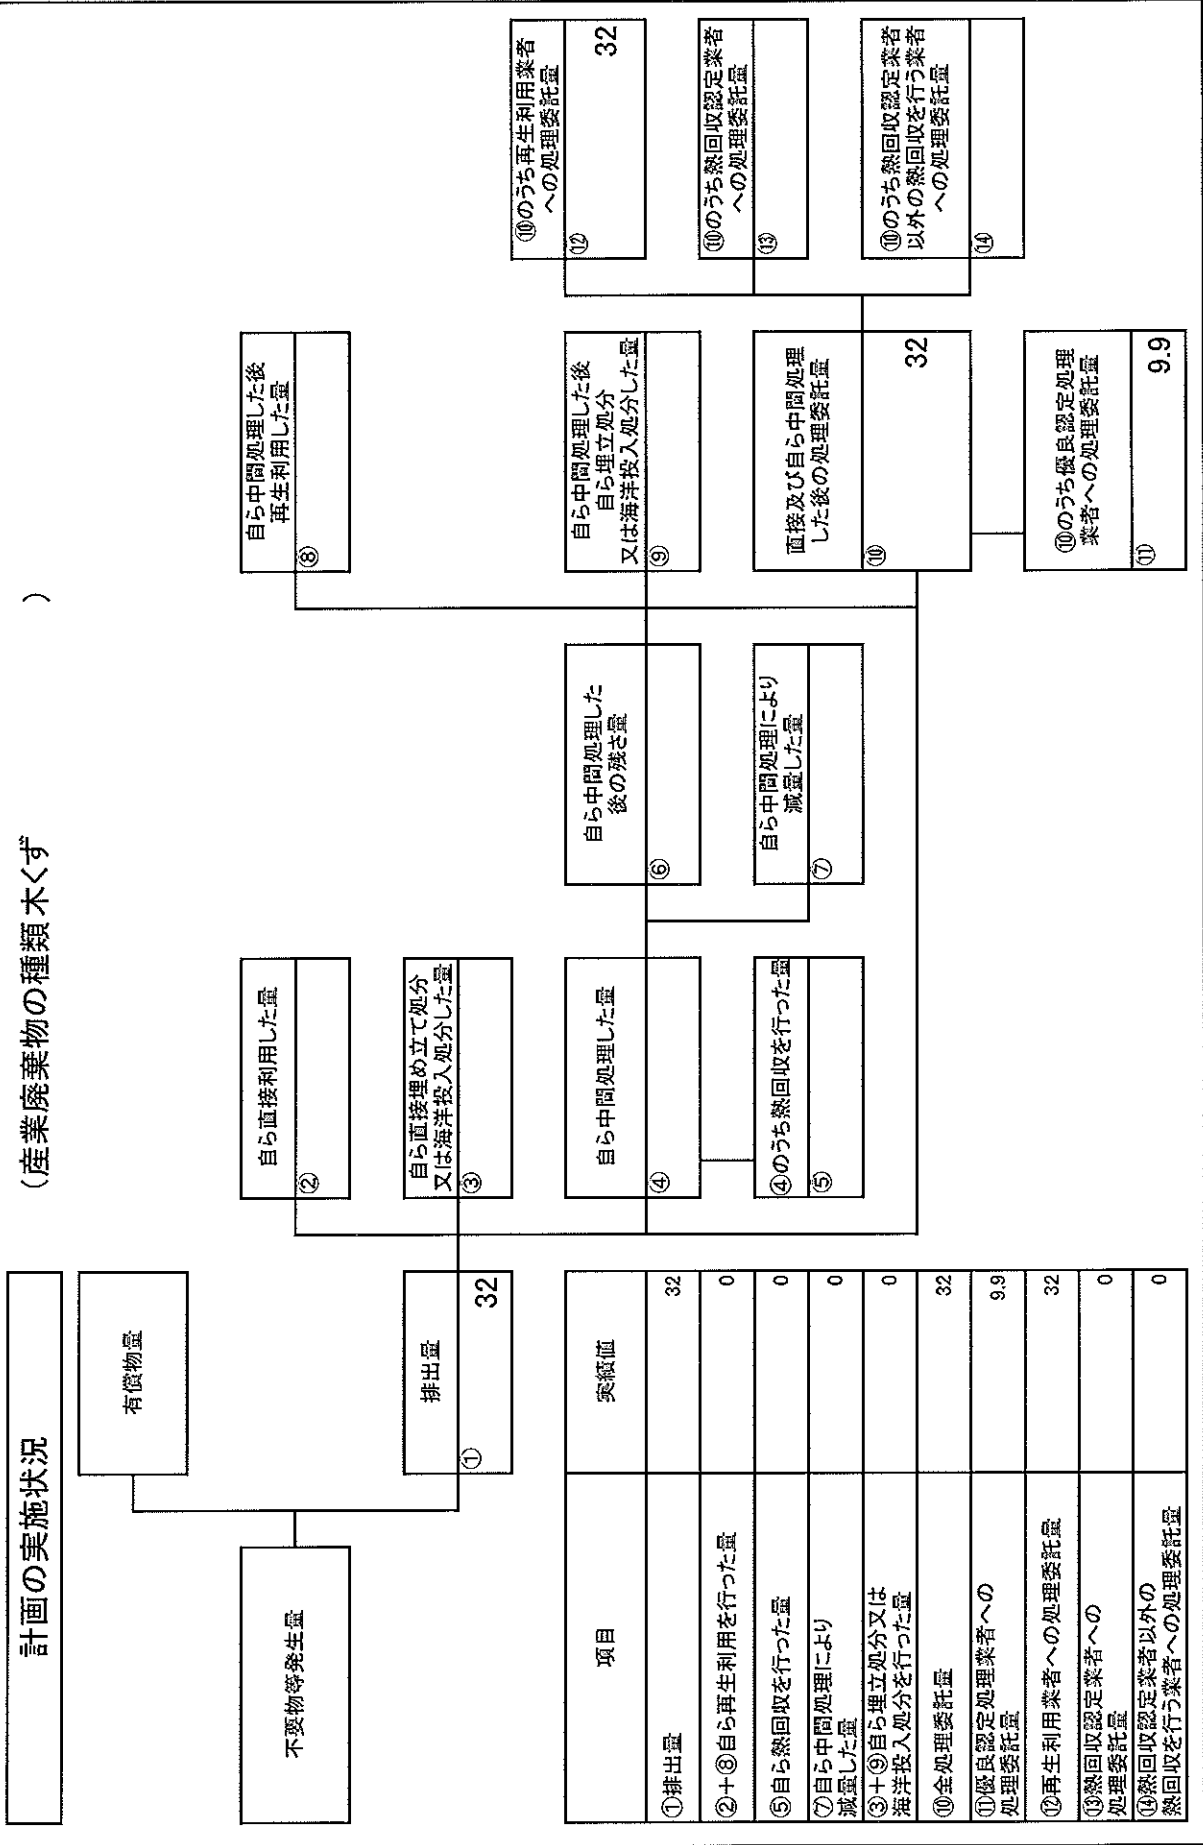 計画の実施状況
(産業廃棄物の種類 木くず
)
有償物量
不要物等発生量
排出量
①
32
自ら直接利用した量
②
自ら直接埋め立て処分
又は海洋投入処分した量
③
自ら中間処理した量
④
④のうち熱回収を行った量
⑤
自ら中間処理した
後の残さ量
⑥
自ら中間処理により
減量した量
⑦
自ら中間処理した後
再生利用した量
⑧
自ら中間処理した後
自ら埋立処分
又は海洋投入処分した量
⑨
直接及び自ら中間処理
した後の処理委託量
⑩
32
⑩のうち優良認定処理
業者への処理委託量
⑪
9.9
⑩のうち再生利用業者
への処理委託量
⑫
32
⑩のうち熱回収認定業者
への処理委託量
⑬
⑩のうち熱回収認定業者
以外の熱回収を行う業者
への処理委託量
⑭
項目 実績値
①排出量 32
②+⑧自ら再生利用を行った量 0
⑤自ら熱回収を行った量 0
⑦自ら中間処理により
減量した量 0
③+⑨自ら埋立処分又は
海洋投入処分を行った量 0
⑩全処理委託量 32
⑪優良認定処理業者への
処理委託量 9.9
⑫再生利用業者への処理委託量 32
⑬熱回収認定業者への
処理委託量 0
⑭熱回収認定業者以外の
熱回収を行う業者への処理委託量 0